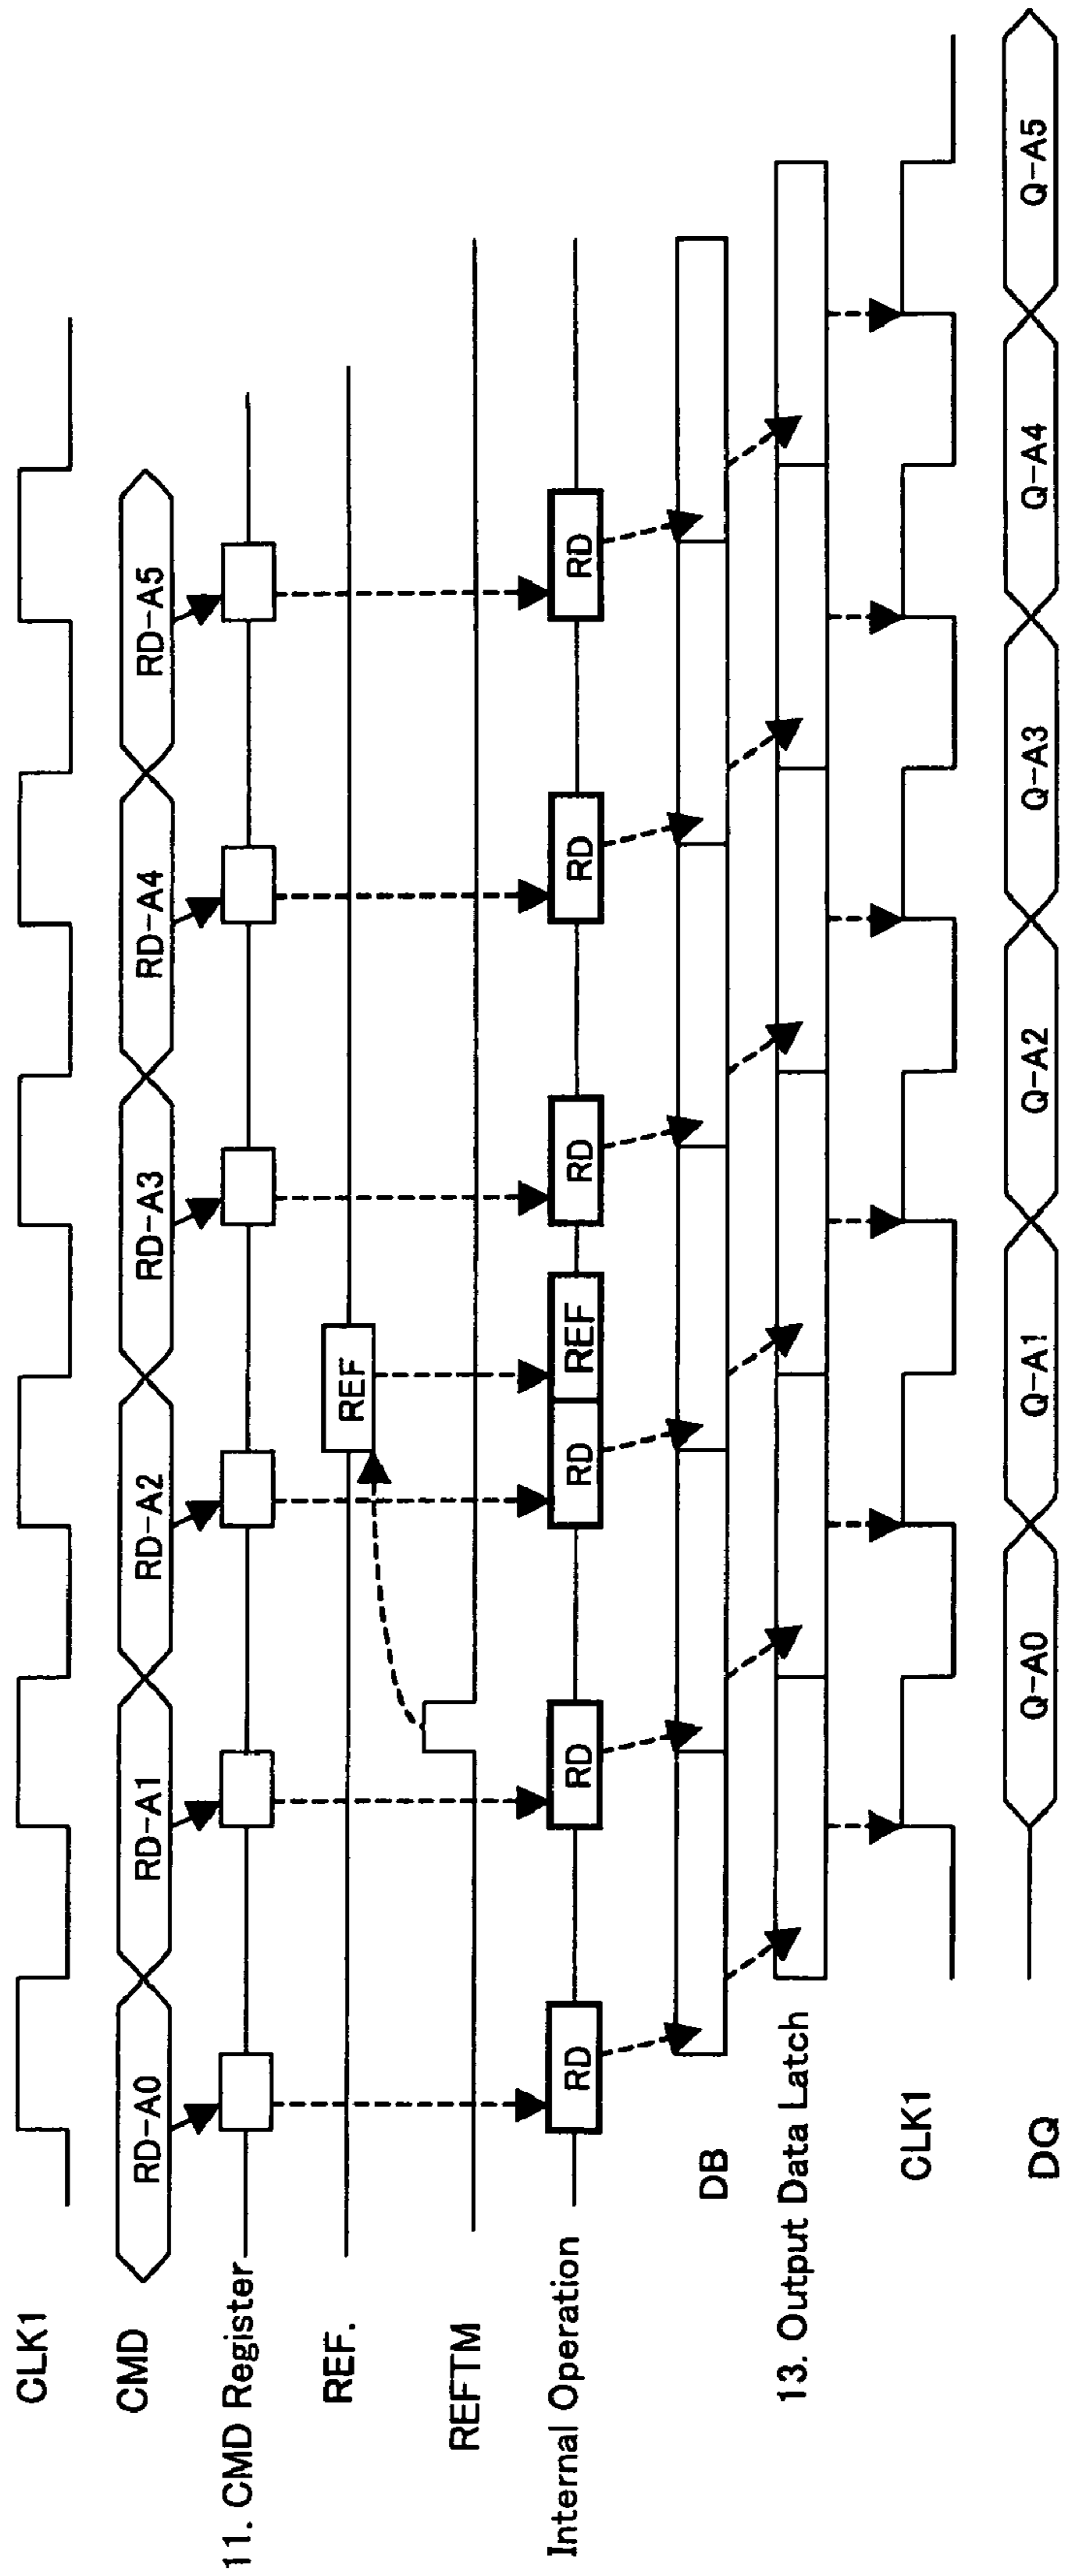 CLK1
CMD RD-A0 RD-A1 RD-A2 RD-A3 RD-A4 RD-A5
11. CMD Register
REF. REF
REFTM
Internal Operation RD RD RD REF RD RD RD
DB
13. Output Data Latch
CLK1
DQ Q-A0 Q-A1 Q-A2 Q-A3 Q-A4 Q-A5